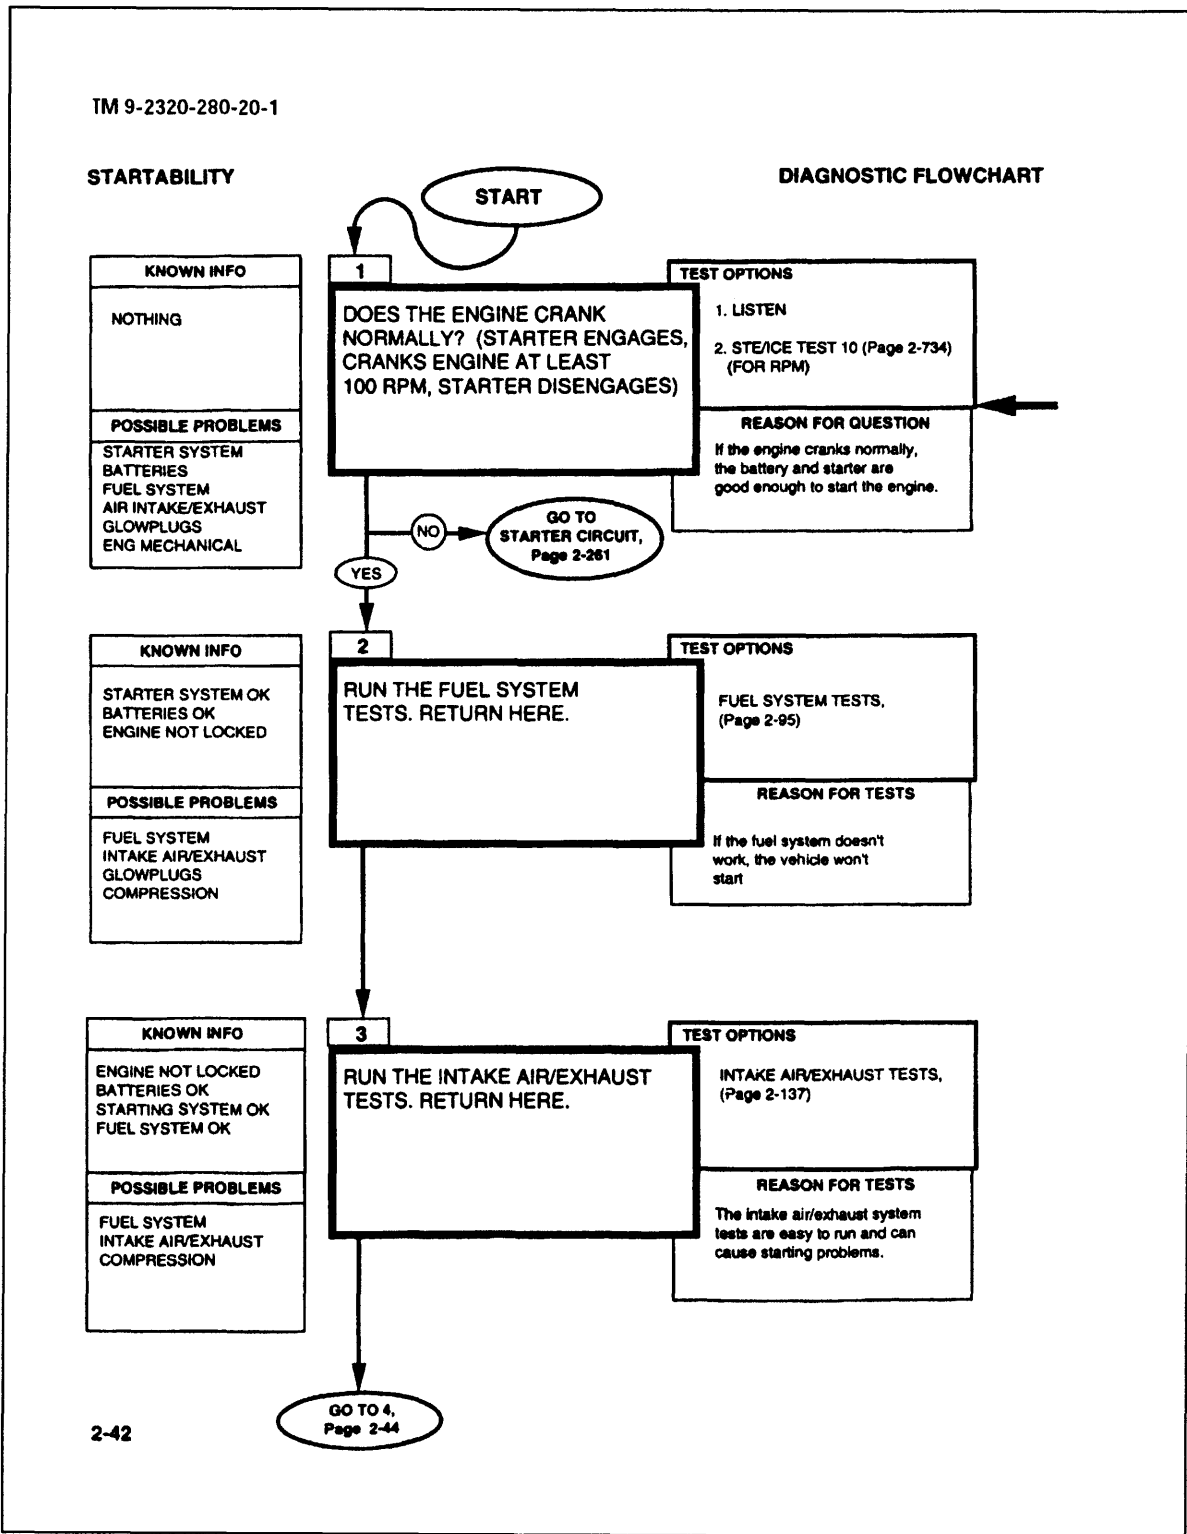 TM 9-2320-280-20-1
STARTABILITY
START
DIAGNOSTIC FLOWCHART
KNOWN INFO
NOTHING
POSSIBLE PROBLEMS
STARTER SYSTEM
BATTERIES
FUEL SYSTEM
AIR INTAKE/EXHAUST
GLOWPLUGS
ENG MECHANICAL
1
DOES THE ENGINE CRANK
NORMALLY? (STARTER ENGAGES,
CRANKS ENGINE AT LEAST
100 RPM, STARTER DISENGAGES)
TEST OPTIONS
1. LISTEN
2. STE/ICE TEST 10 (Page 2-734)
(FOR RPM)
REASON FOR QUESTION
If the engine cranks normally,
the battery and starter are
good enough to start the engine.
NO
GO TO
STARTER CIRCUIT,
Page 2-261
YES
KNOWN INFO
STARTER SYSTEM OK
BATTERIES OK
ENGINE NOT LOCKED
POSSIBLE PROBLEMS
FUEL SYSTEM
INTAKE AIR/EXHAUST
GLOWPLUGS
COMPRESSION
2
RUN THE FUEL SYSTEM
TESTS. RETURN HERE.
TEST OPTIONS
FUEL SYSTEM TESTS,
(Page 2-95)
REASON FOR TESTS
If the fuel system doesn't
work, the vehicle won't
start
KNOWN INFO
ENGINE NOT LOCKED
BATTERIES OK
STARTING SYSTEM OK
FUEL SYSTEM OK
POSSIBLE PROBLEMS
FUEL SYSTEM
INTAKE AIR/EXHAUST
COMPRESSION
3
RUN THE INTAKE AIR/EXHAUST
TESTS. RETURN HERE.
TEST OPTIONS
INTAKE AIR/EXHAUST TESTS,
(Page 2-137)
REASON FOR TESTS
The intake air/exhaust system
tests are easy to run and can
cause starting problems.
GO TO 4,
Page 2-44
2-42